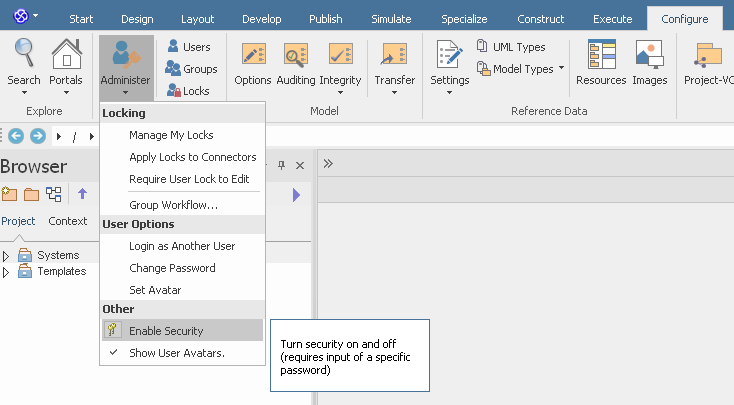 Start Design Layout Develop Publish Simulate Specialize Construct Execute Configure
Search Portals Administer Users Groups Locks Options Auditing Integrity Transfer Settings UML Types Model Types Resources Images Project-VC
Explore Model Reference Data
/
Locking
Manage My Locks
Apply Locks to Connectors
Require User Lock to Edit
Group Workflow...
User Options
Login as Another User
Change Password
Set Avatar
Other
Enable Security
Show User Avatars.
Browser
Project Context
Systems
Templates
Turn security on and off
(requires input of a specific
password)